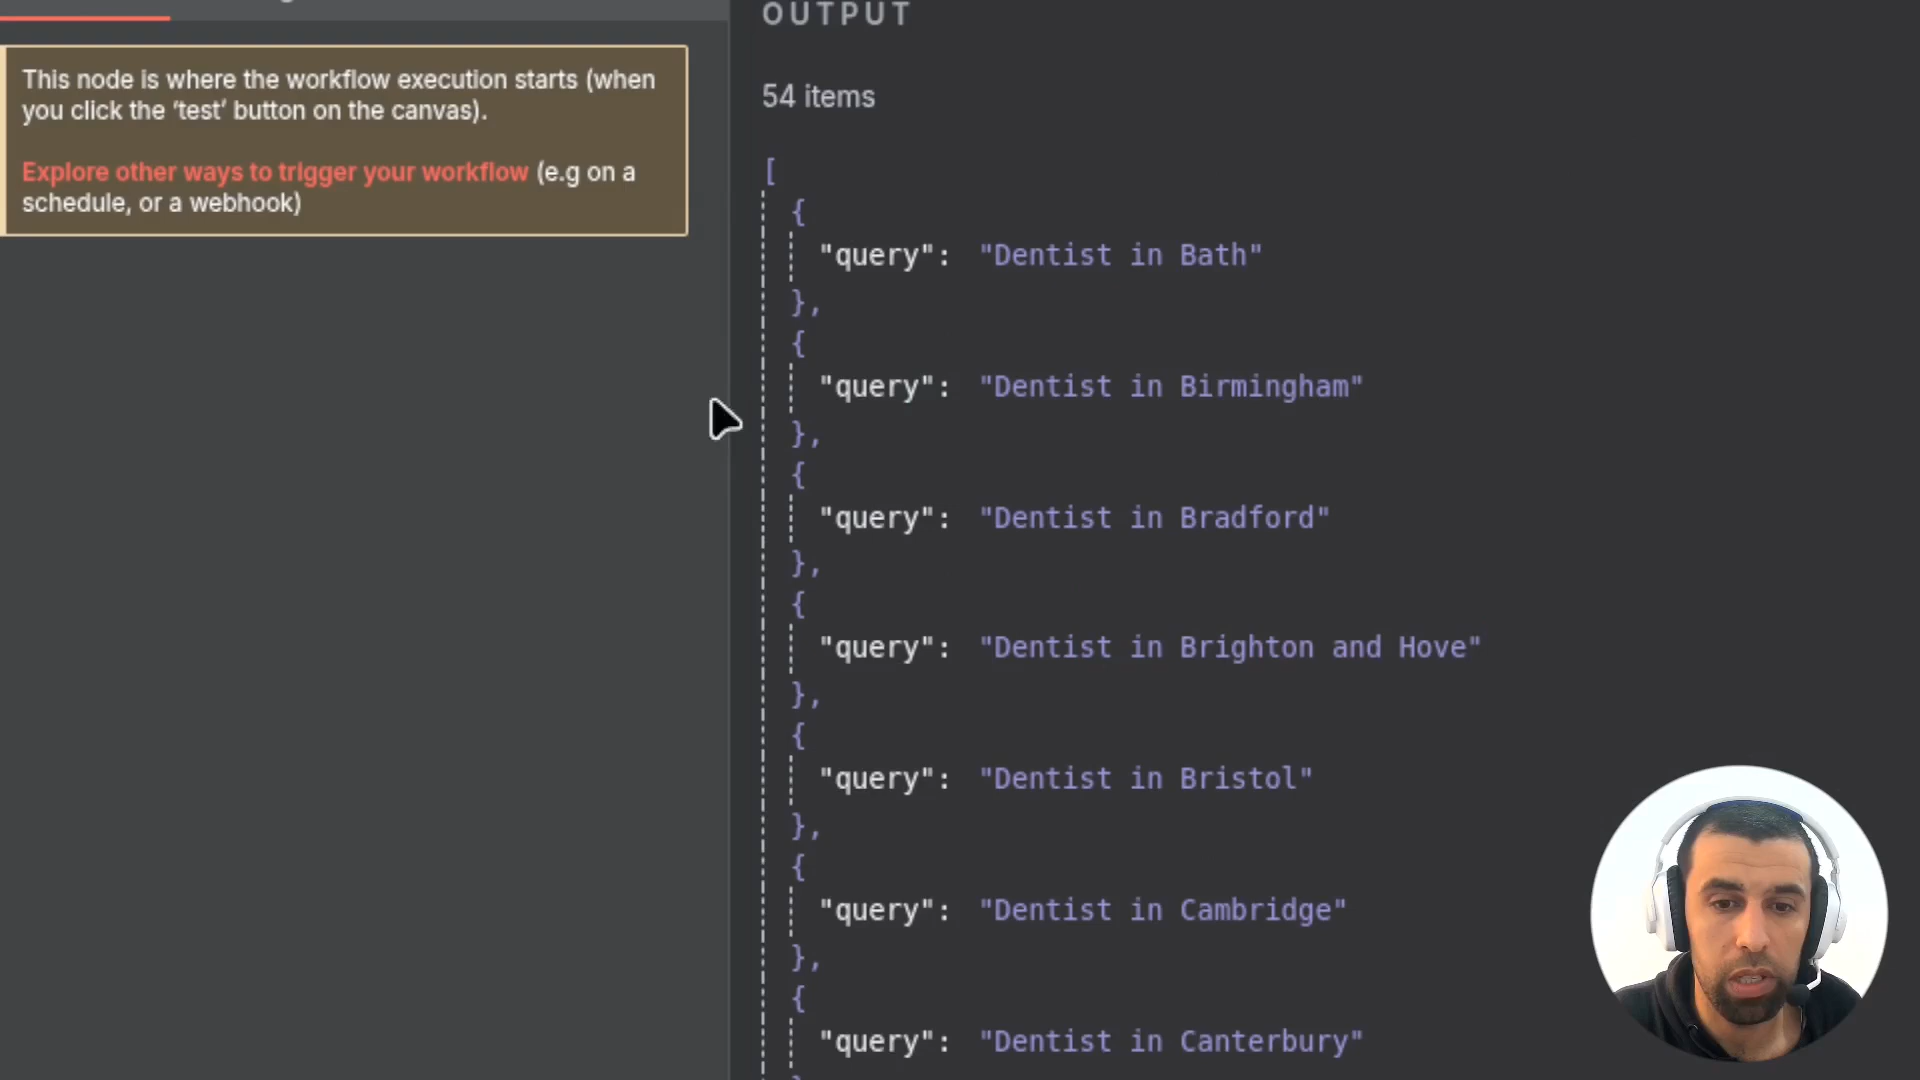 This node is where the workflow execution starts (when
you click the ‘test’ button on the canvas).
Explore other ways to trigger your workflow (e.g on a
schedule, or a webhook)
OUTPUT
54 items
[
{
"query": "Dentist in Bath"
},
{
"query": "Dentist in Birmingham"
},
{
"query": "Dentist in Bradford"
},
{
"query": "Dentist in Brighton and Hove"
},
{
"query": "Dentist in Bristol"
},
{
"query": "Dentist in Cambridge"
},
{
"query": "Dentist in Canterbury"